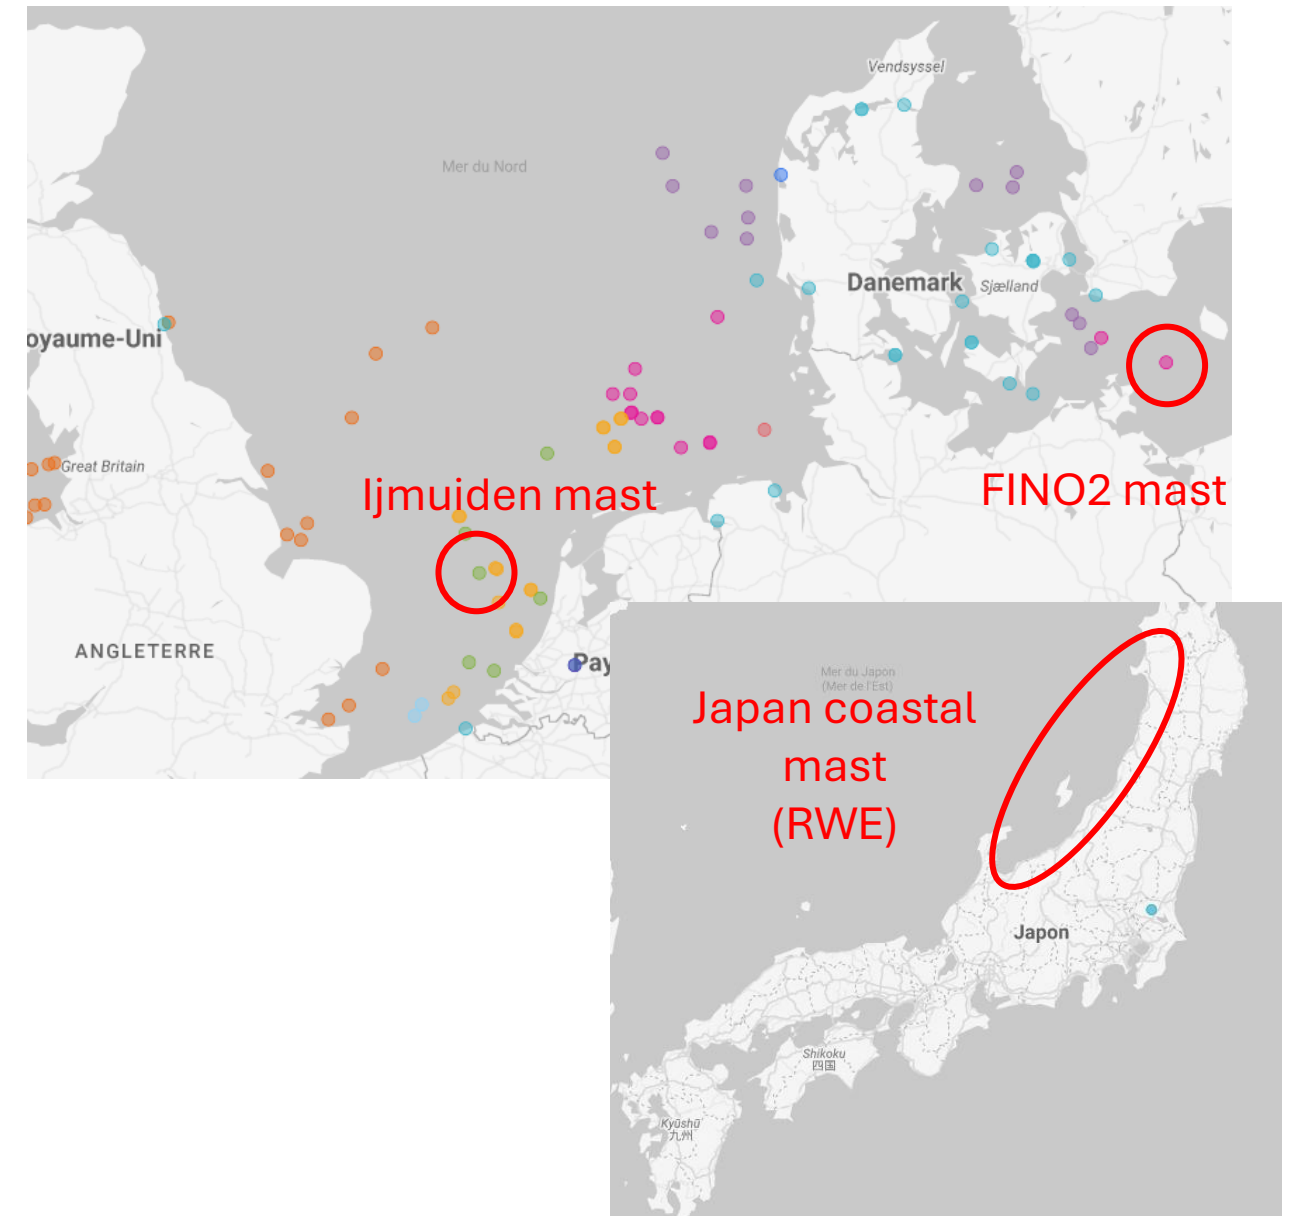 Vendsyssel
Mer du Nord
Danemark
Sjælland
oyaume-Uni
Great Britain
Ijmuiden mast
FINO2 mast
ANGLETERRE
Pay
Mer du Japon
(Mer de l'Est)
Japan coastal
mast
(RWE)
Japon
Shikoku
四国
Kyūshū
九州